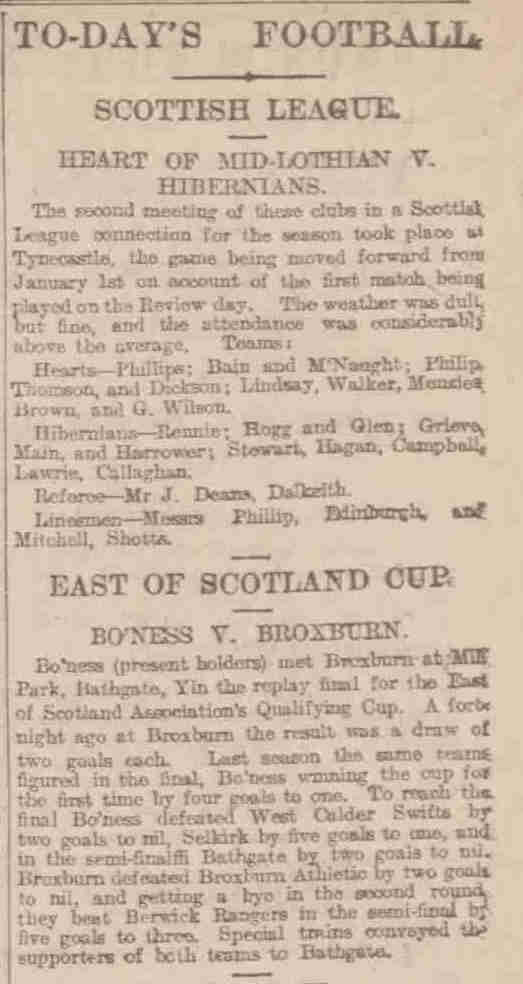 TO-DAY'S FOOTBALL
SCOTTISH LEAGUE.
HEART OF MID-LOTHIAN V.
HIBERNIANS.
The second meeting of these clubs in a Scottish
League connection for the season took place at
Tynecastle, the game being moved forward from
January 1st on account of the first match being
played on the Review day. The weather was dull,
but fine, and the attendance was considerably
above the average. Teams:
Hearts—Phillips; Bain and M'Naught; Philip,
Thomson, and Dickson; Lindsay, Walker, Menzies,
Brown, and G. Wilson.
Hibernians—Rennie; Hogg and Glen; Grieve,
Main, and Harrower; Stewart, Hagan, Campbell,
Lawrie, Callaghan.
Referee—Mr J. Deans, Dalkeith.
Linesmen—Messrs Phillip, Edinburgh, and
Mitchell, Shotts.
EAST OF SCOTLAND CUP.
BO'NESS V. BROXBURN.
Bo'ness (present holders) met Broxburn at Mill
Park, Bathgate, Yin the replay final for the East
of Scotland Association's Qualifying Cup. A fort-
night ago at Broxburn the result was a draw of
two goals each. Last season the same teams
figured in the final, Bo'ness winning the cup for
the first time by four goals to one. To reach the
final Bo'ness defeated West Calder Swifts by
two goals to nil, Selkirk by five goals to one, and
in the semi-finalffi Bathgate by two goals to nil.
Broxburn defeated Broxburn Athletic by two goals
to nil, and getting a bye in the second round,
they beat Berwick Rangers in the semi-final by
five goals to three. Special trains conveyed the
supporters of both teams to Bathgate.